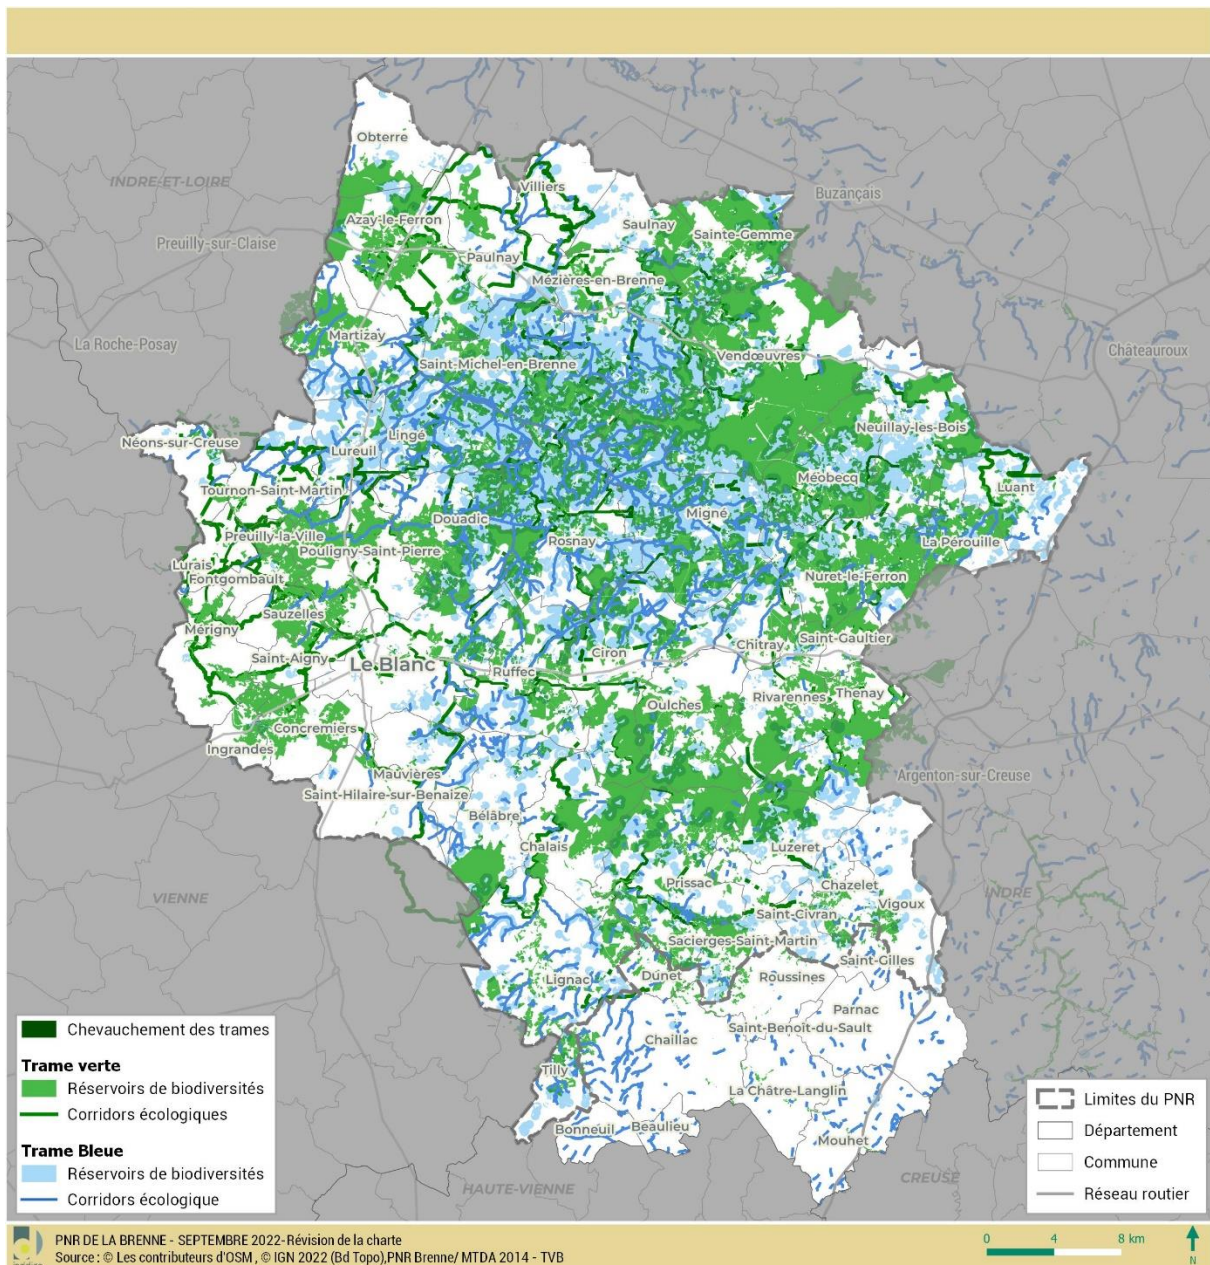 Obterre
Villiers
INDRE-ET-LOIRE
Buzançais
Azay-le-Ferron
Saulnay
Sainte-Gemme
Preuilly-sur-Claise
Paulnay
Mézières-en-Brenne
Martizay
La Roche-Posay
Châteauroux
Vendœuvres
Saint-Michel-en-Brenne
Néons-sur-Creuse
Lingé
Neuillay-les-Bois
Lureuil
Méobecq
Luant
Tournon-Saint-Martin
Douadic
Migné
Preuilly-la-Ville
Rosnay
La Pérouille
Pouligny-Saint-Pierre
Lurais
Fontgombault
Nuret-le-Ferron
Sauzelles
Mérigny
Saint-Gaultier
Chitray
Ciron
Saint-Aigny
Le Blanc
Ruffec
Rivarennes
Thenay
Oulches
Concremiers
Ingrandes
Mauvières
Argenton-sur-Creuse
Saint-Hilaire-sur-Benaize
Bélâbre
Chalais
Luzeret
Prissac
Chazelet
INDRE
VIENNE
Vigoux
Saint-Civran
Sacierges-Saint-Martin
Saint-Gilles
Lignac
Dunet
Roussines
Parnac
Saint-Benoît-du-Sault
Chaillac
Tilly
La Châtre-Langlin
Bonneuil
Beaulieu
Mouhet
HAUTE-VIENNE
CREUSE
Chevauchement des trames
Trame verte
Réservoirs de biodiversités
Corridors écologiques
Trame Bleue
Réservoirs de biodiversités
Corridors écologique
Limites du PNR
Département
Commune
Réseau routier
PNR DE LA BRENNE - SEPTEMBRE 2022-Révision de la charte
Source : © Les contributeurs d'OSM , © IGN 2022 (Bd Topo),PNR Brenne/ MTDA 2014 - TVB
0 4 8 km
N